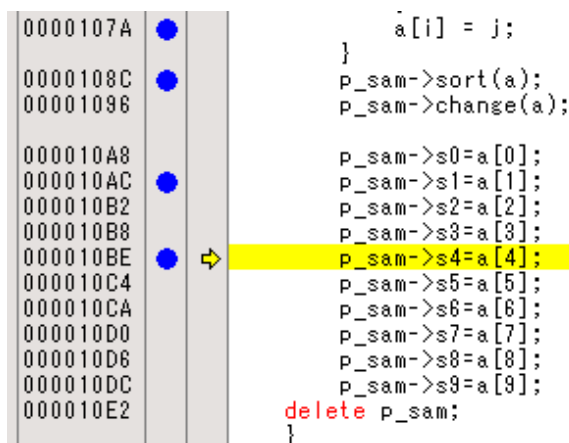 0000107A a[i] = j;
}
0000108C p_sam->sort(a);
00001096 p_sam->change(a);
000010A8 p_sam->s0=a[0];
000010AC p_sam->s1=a[1];
000010B2 p_sam->s2=a[2];
000010B8 p_sam->s3=a[3];
000010BE p_sam->s4=a[4];
000010C4 p_sam->s5=a[5];
000010CA p_sam->s6=a[6];
000010D0 p_sam->s7=a[7];
000010D6 p_sam->s8=a[8];
000010DC p_sam->s9=a[9];
000010E2 delete p_sam;
}